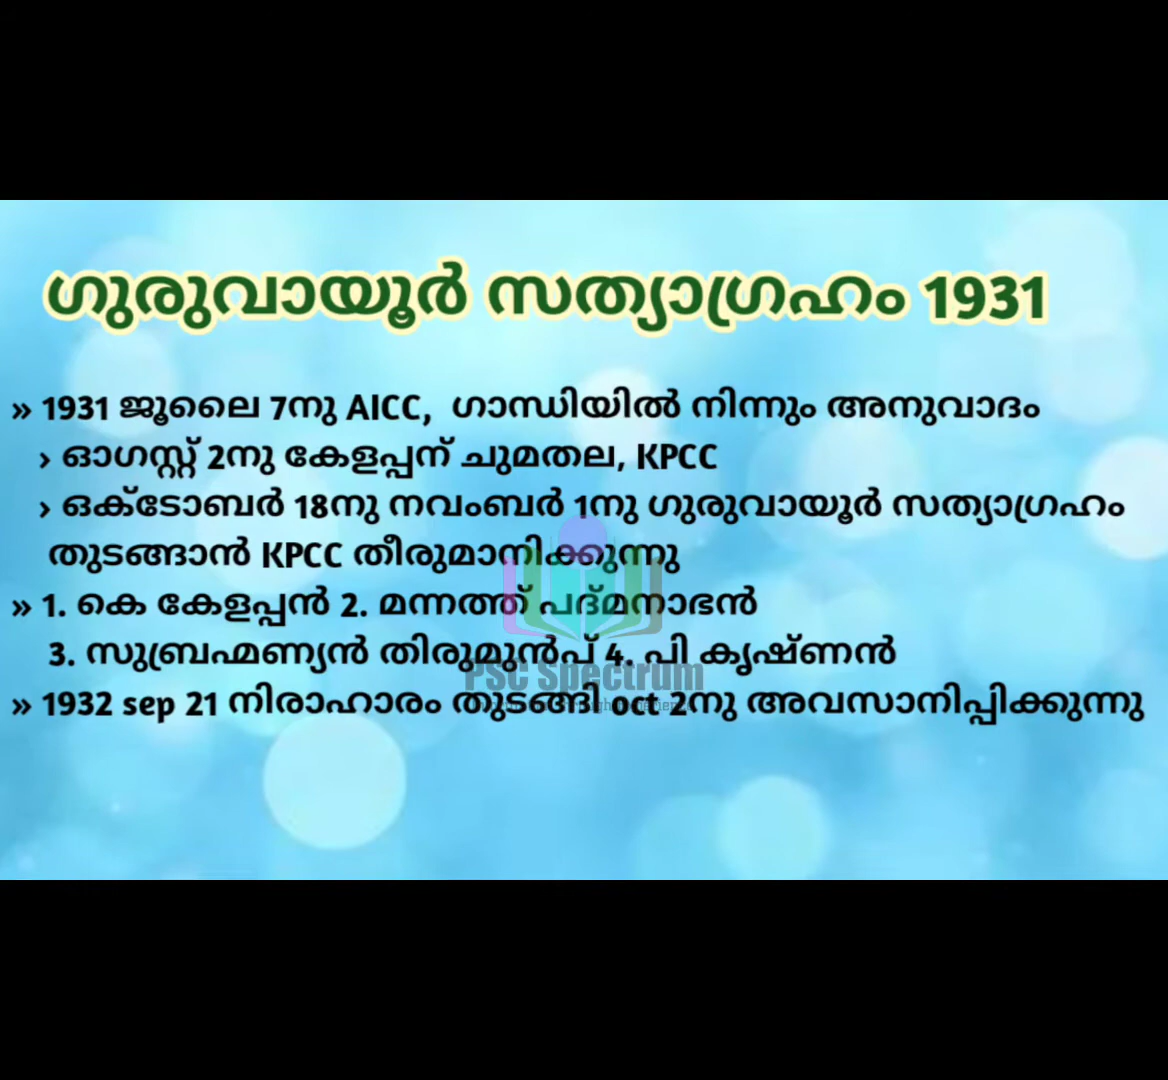 ഗുരുവായൂർ സത്യാഗ്രഹം 1931
» 1931 ജൂലൈ 7നു AICC, ഗാന്ധിയിൽ നിന്നും അനുവാദം
› ഓഗസ്റ്റ് 2നു കേളപ്പന് ചുമതല, KPCC
› ഒക്ടോബർ 18നു നവംബർ 1നു ഗുരുവായൂർ സത്യാഗ്രഹം
തുടങ്ങാൻ KPCC തീരുമാനിക്കുന്നു
» 1. കെ കേളപ്പൻ 2. മന്നത്ത് പദ്മനാഭൻ
3. സുബ്രഹ്മണ്യൻ തിരുമുൻപ് 4. പി കൃഷ്ണൻ
PSC Spectrum
» 1932 sep 21 നിരാഹാരം തുടങ്ങി oct 2നു അവസാനിപ്പിക്കുന്നു